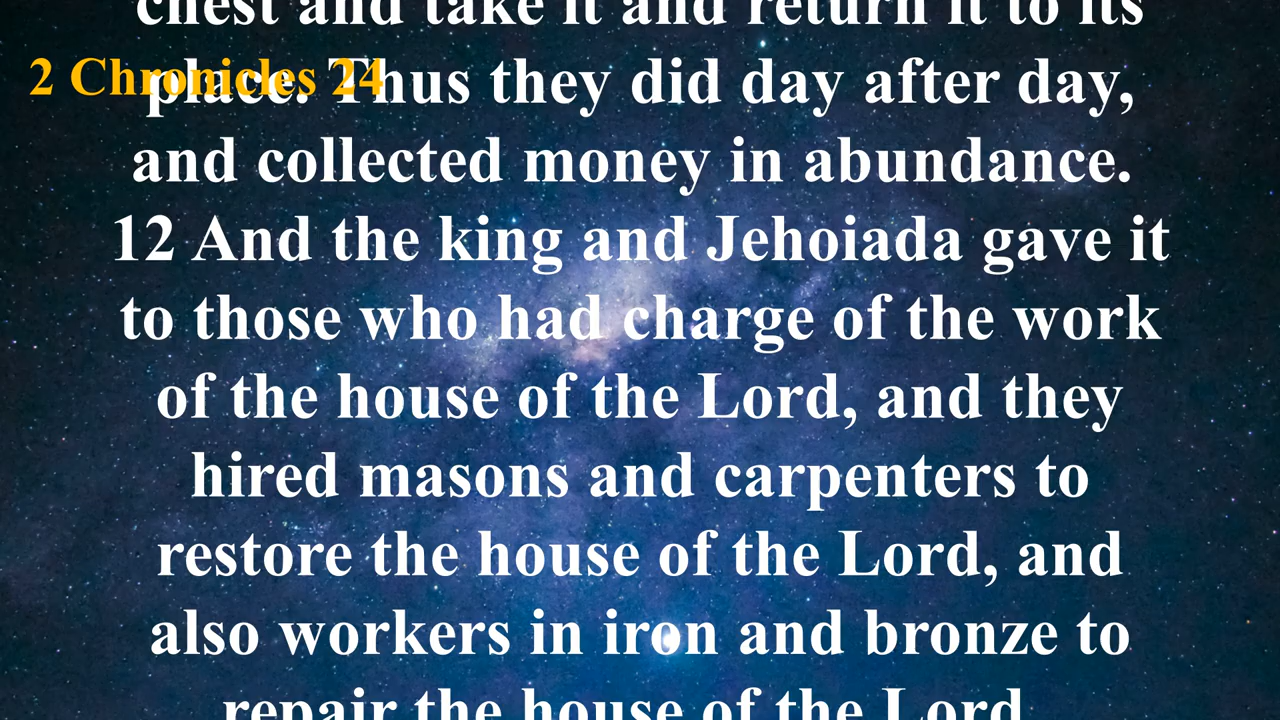 chest and take it and return it to its
2 Chronicles 24
place. Thus they did day after day,
and collected money in abundance.
12 And the king and Jehoiada gave it
to those who had charge of the work
of the house of the Lord, and they
hired masons and carpenters to
restore the house of the Lord, and
also workers in iron and bronze to
repair the house of the Lord.